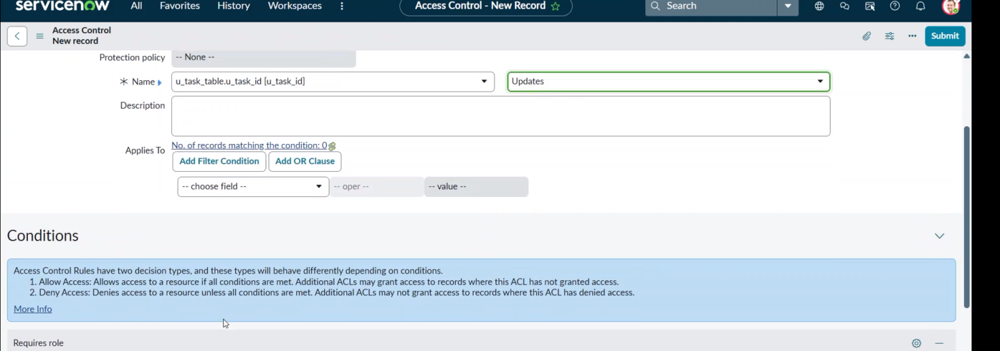 servicenow All Favorites History Workspaces Access Control - New Record Search
Access Control
New record
Submit
Protection policy -- None --
Name u_task_table.u_task_id [u_task_id] Updates
Description
Applies To No. of records matching the condition: 0
Add Filter Condition Add OR Clause
-- choose field -- -- oper -- -- value --
Conditions
Access Control Rules have two decision types, and these types will behave differently depending on conditions.
1. Allow Access: Allows access to a resource if all conditions are met. Additional ACLs may grant access to records where this ACL has not granted access.
2. Deny Access: Denies access to a resource unless all conditions are met. Additional ACLs may not grant access to records where this ACL has denied access.
More Info
Requires role